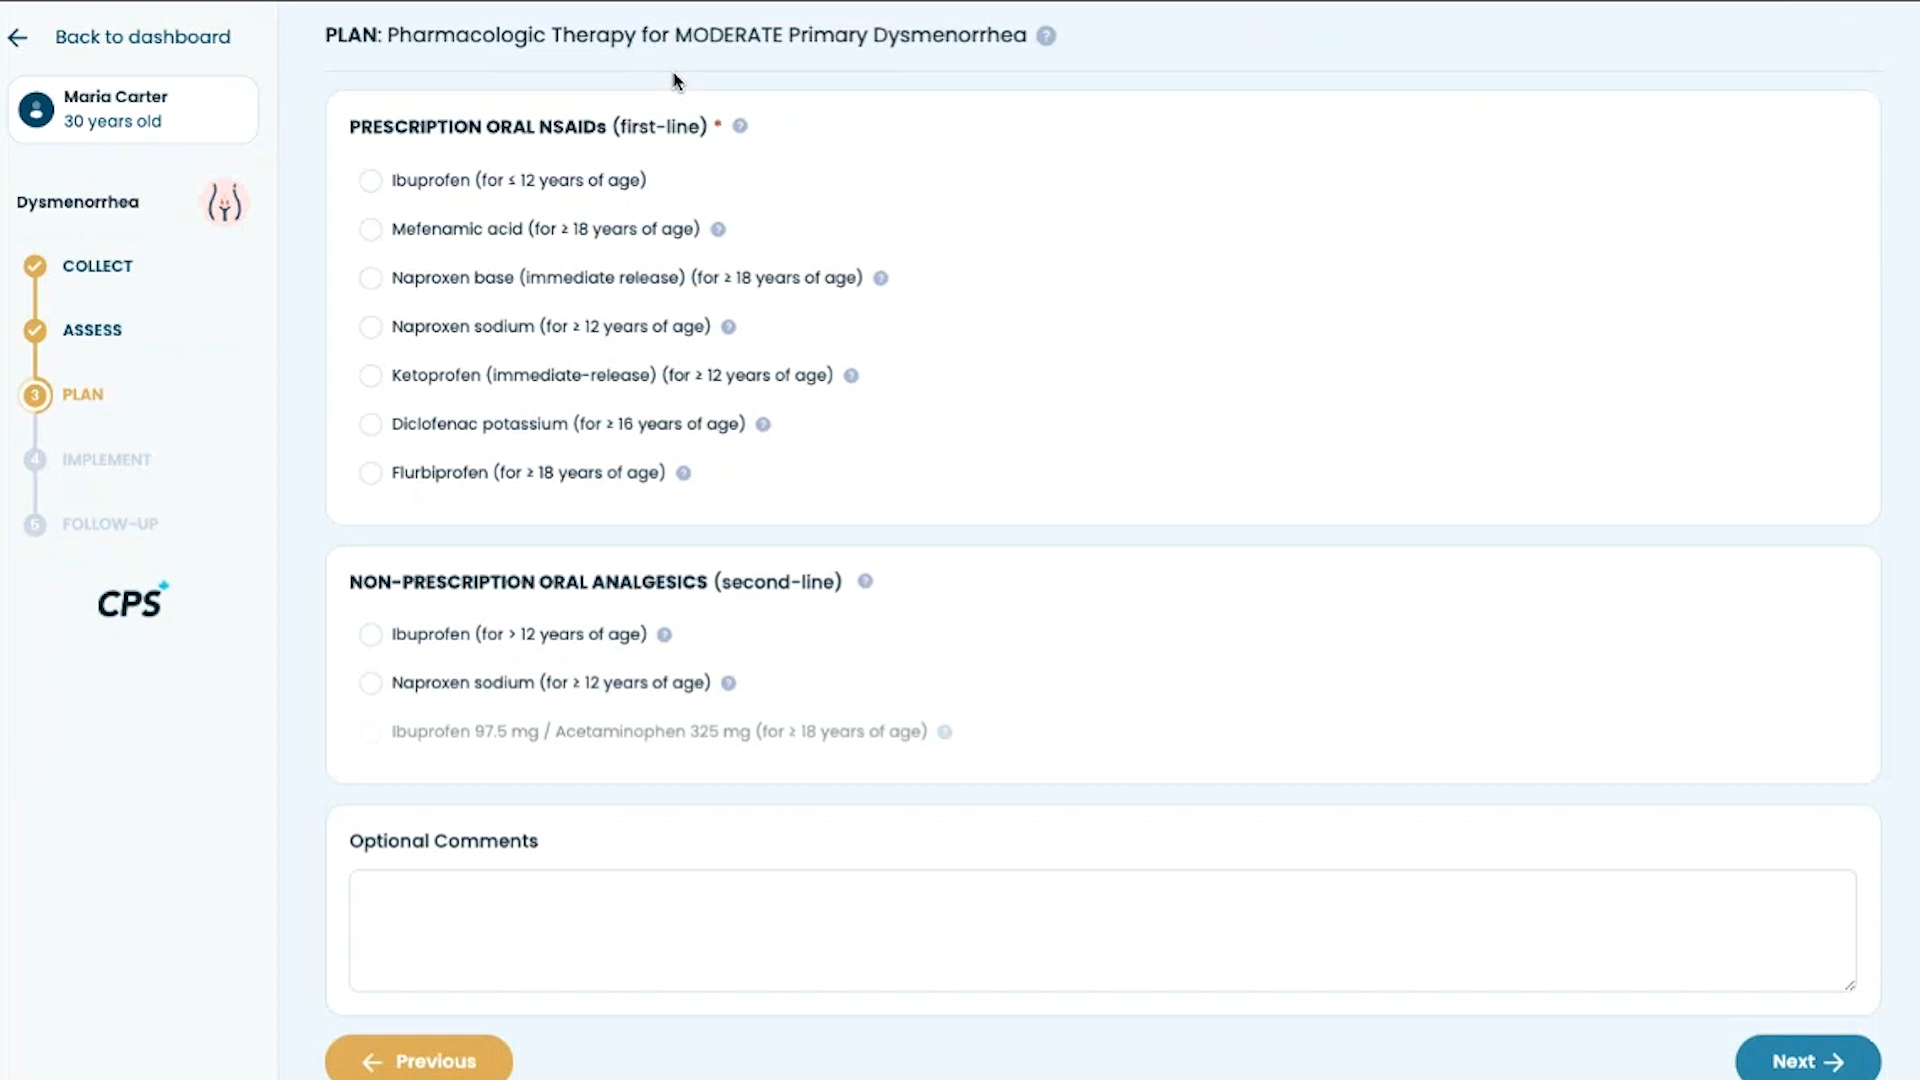 Back to dashboard
Maria Carter
30 years old
Dysmenorrhea
COLLECT
ASSESS
3 PLAN
4 IMPLEMENT
5 FOLLOW-UP
CPS
PLAN: Pharmacologic Therapy for MODERATE Primary Dysmenorrhea ?
PRESCRIPTION ORAL NSAIDs (first-line) * ?
Ibuprofen (for ≤ 12 years of age)
Mefenamic acid (for ≥ 18 years of age) ?
Naproxen base (immediate release) (for ≥ 18 years of age) ?
Naproxen sodium (for ≥ 12 years of age) ?
Ketoprofen (immediate-release) (for ≥ 12 years of age) ?
Diclofenac potassium (for ≥ 16 years of age) ?
Flurbiprofen (for ≥ 18 years of age) ?
NON-PRESCRIPTION ORAL ANALGESICS (second-line) ?
Ibuprofen (for > 12 years of age) ?
Naproxen sodium (for ≥ 12 years of age) ?
Ibuprofen 97.5 mg / Acetaminophen 325 mg (for ≥ 18 years of age) ?
Optional Comments
Previous
Next